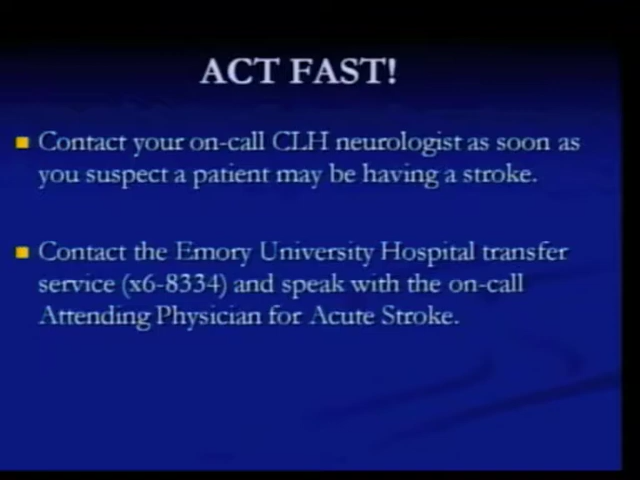 ACT FAST!
Contact your on-call CLH neurologist as soon as
you suspect a patient may be having a stroke.
Contact the Emory University Hospital transfer
service (x6-8334) and speak with the on-call
Attending Physician for Acute Stroke.